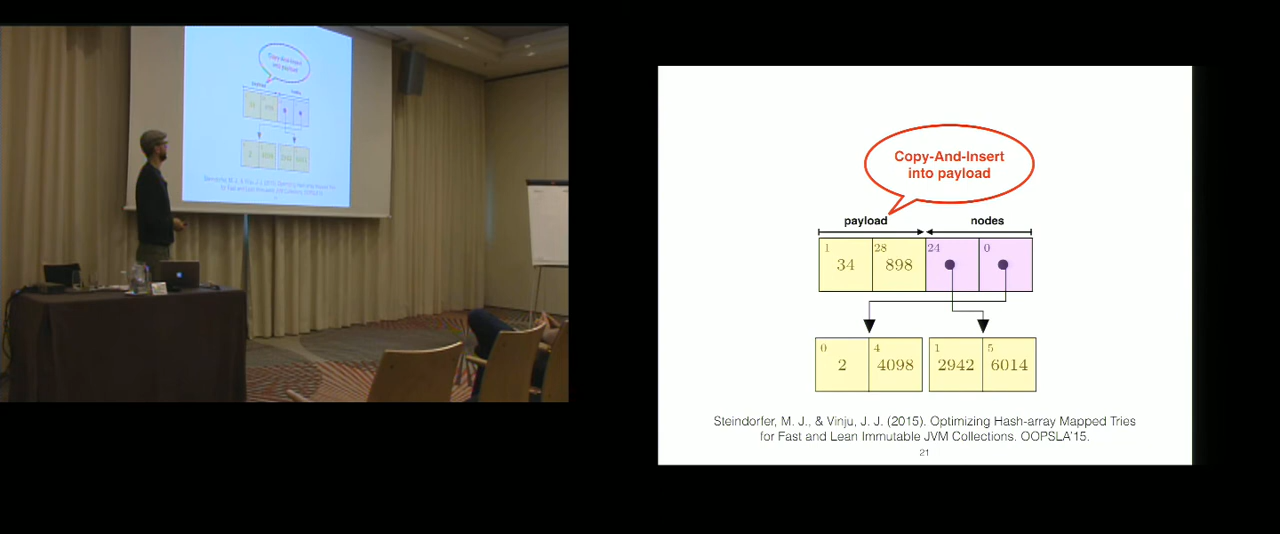 Copy-And-Insert
into payload
payload nodes
1 28 24 0
34 898
0 4 1 5
2 4098 2942 6014
Steindorfer, M. J., & Vinju, J. J. (2015). Optimizing Hash-array Mapped Tries
for Fast and Lean Immutable JVM Collections. OOPSLA'15.
21